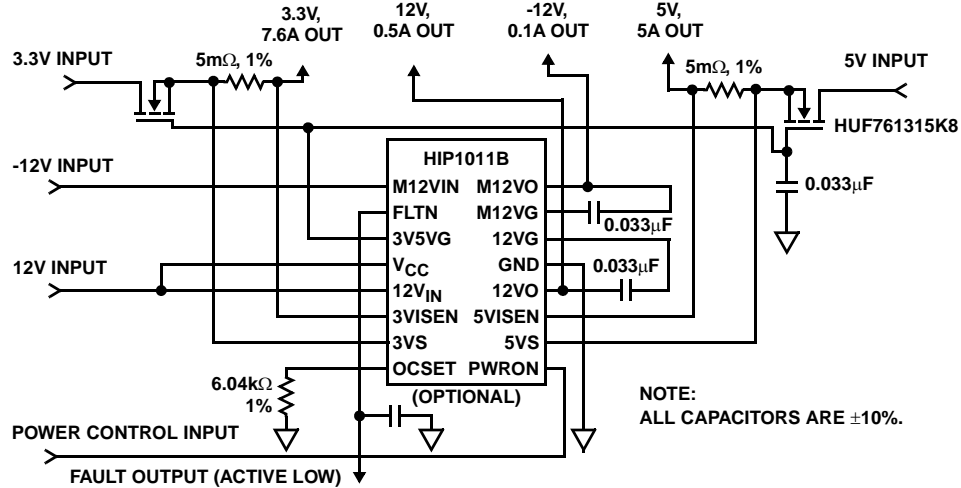 3.3V,
7.6A OUT
12V,
0.5A OUT
-12V,
0.1A OUT
5V,
5A OUT
3.3V INPUT
5mΩ, 1%
5mΩ, 1%
5V INPUT
HUF761315K8
HIP1011B
-12V INPUT
M12VIN
M12VO
0.033μF
FLTN
M12VG
0.033μF
3V5VG
12VG
12V INPUT
VCC
GND
0.033μF
12VIN
12VO
3VISEN
5VISEN
3VS
5VS
OCSET
PWRON
6.04kΩ
1%
(OPTIONAL)
NOTE:
ALL CAPACITORS ARE ±10%.
POWER CONTROL INPUT
FAULT OUTPUT (ACTIVE LOW)